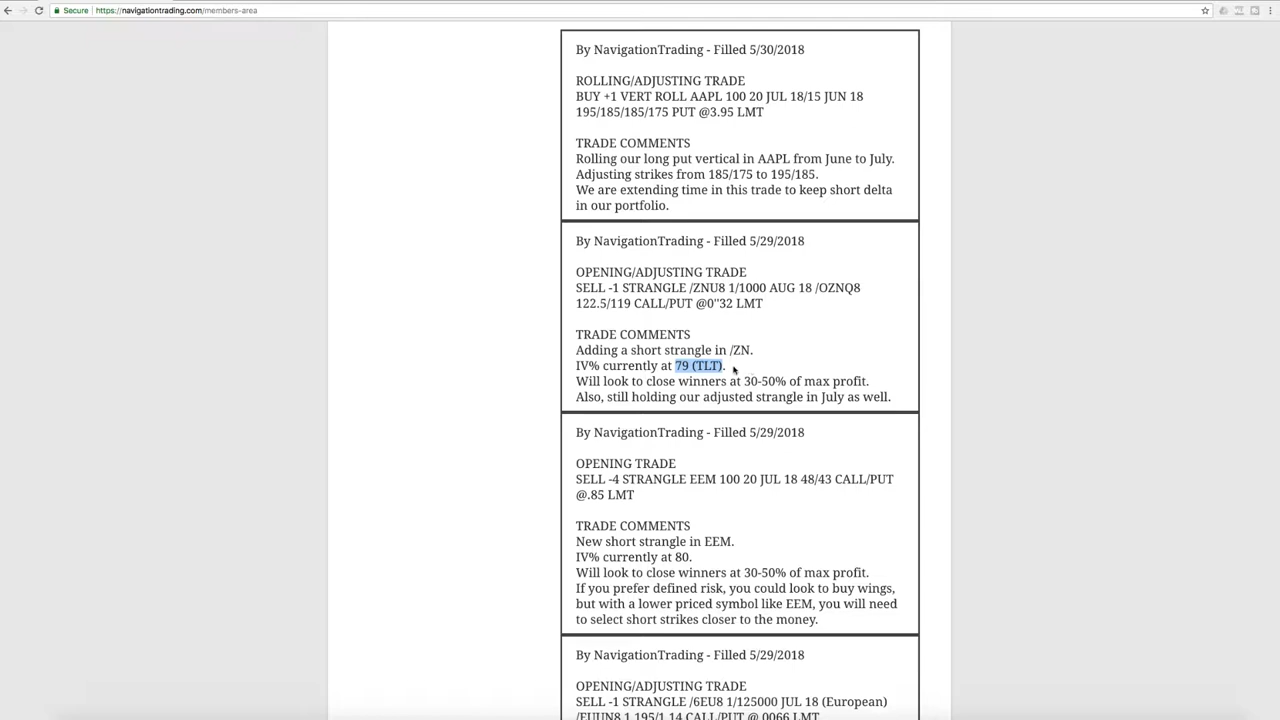 Secure
https://navigationtrading.com/members-area
By NavigationTrading - Filled 5/30/2018
ROLLING/ADJUSTING TRADE
BUY +1 VERT ROLL AAPL 100 20 JUL 18/15 JUN 18
195/185/185/175 PUT @3.95 LMT
TRADE COMMENTS
Rolling our long put vertical in AAPL from June to July.
Adjusting strikes from 185/175 to 195/185.
We are extending time in this trade to keep short delta
in our portfolio.
By NavigationTrading - Filled 5/29/2018
OPENING/ADJUSTING TRADE
SELL -1 STRANGLE /ZNU8 1/1000 AUG 18 /OZNQ8
122.5/119 CALL/PUT @0"32 LMT
TRADE COMMENTS
Adding a short strangle in /ZN.
IV% currently at 79 (TLT).
Will look to close winners at 30-50% of max profit.
Also, still holding our adjusted strangle in July as well.
By NavigationTrading - Filled 5/29/2018
OPENING TRADE
SELL -4 STRANGLE EEM 100 20 JUL 18 48/43 CALL/PUT
@.85 LMT
TRADE COMMENTS
New short strangle in EEM.
IV% currently at 80.
Will look to close winners at 30-50% of max profit.
If you prefer defined risk, you could look to buy wings,
but with a lower priced symbol like EEM, you will need
to select short strikes closer to the money.
By NavigationTrading - Filled 5/29/2018
OPENING/ADJUSTING TRADE
SELL -1 STRANGLE /6EU8 1/125000 JUL 18 (European)
/EUUN8 1.195/1.14 CALL/PUT @.0066 LMT